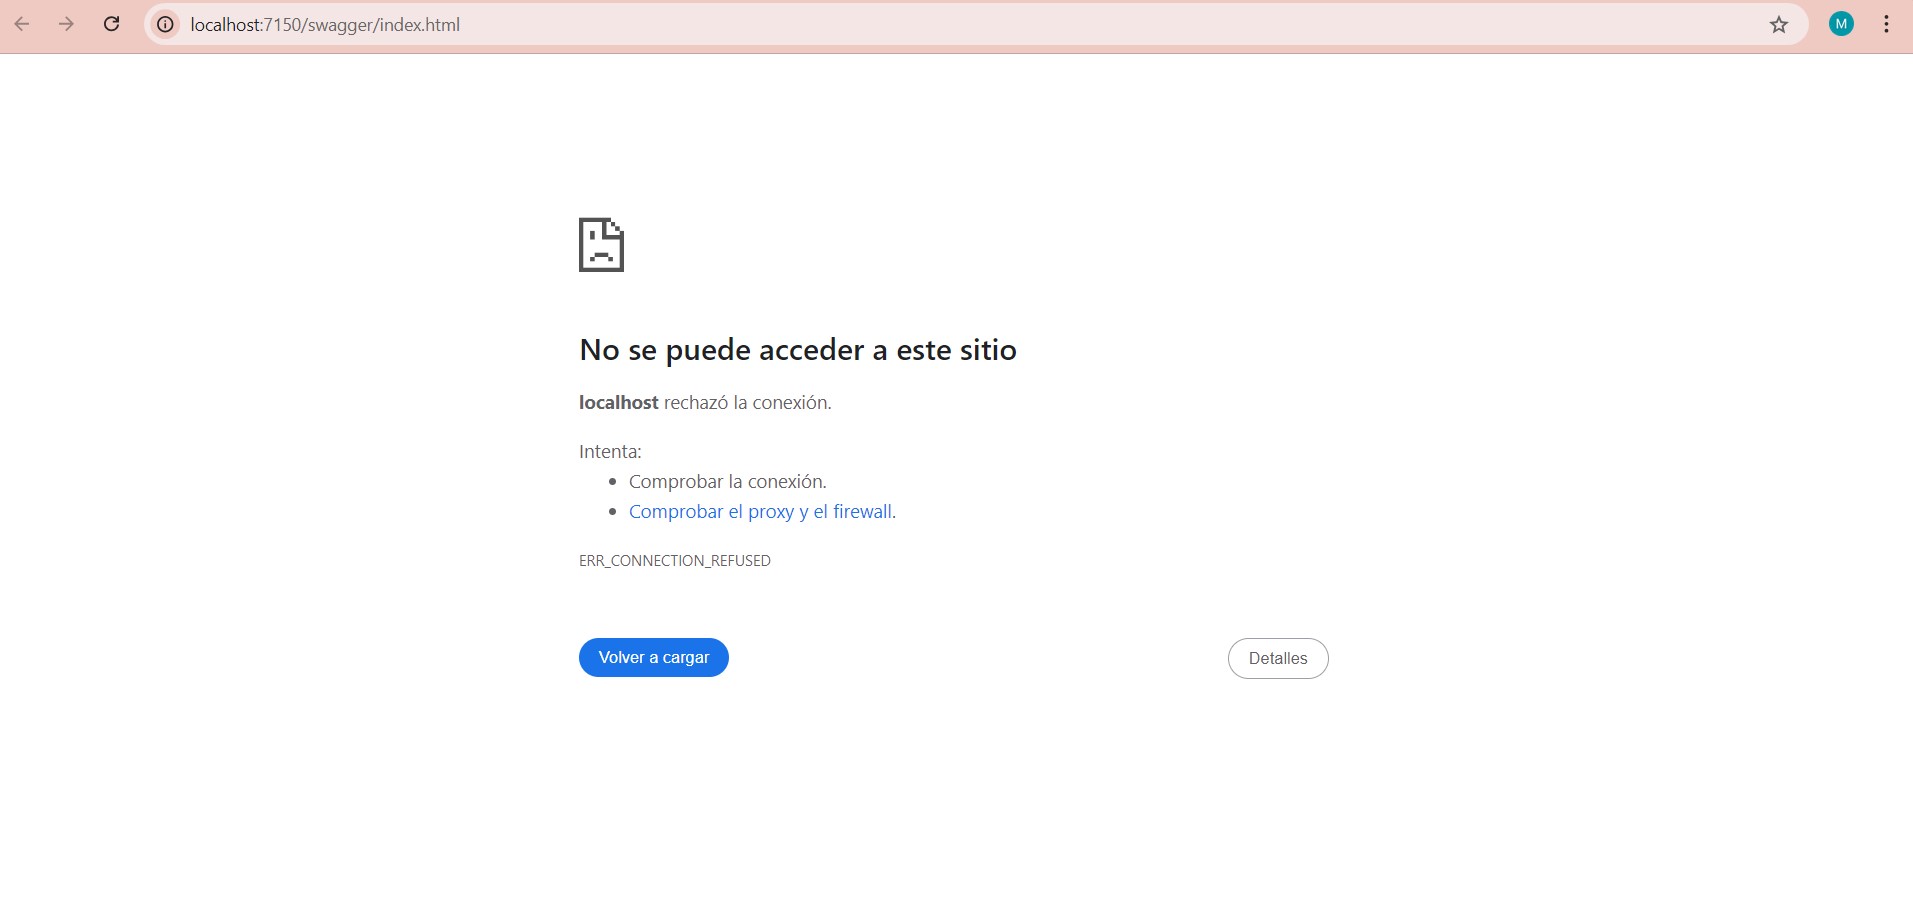 localhost:7150/swagger/index.html
M
No se puede acceder a este sitio
localhost rechazó la conexión.
Intenta:
• Comprobar la conexión.
• Comprobar el proxy y el firewall.
ERR_CONNECTION_REFUSED
Volver a cargar
Detalles